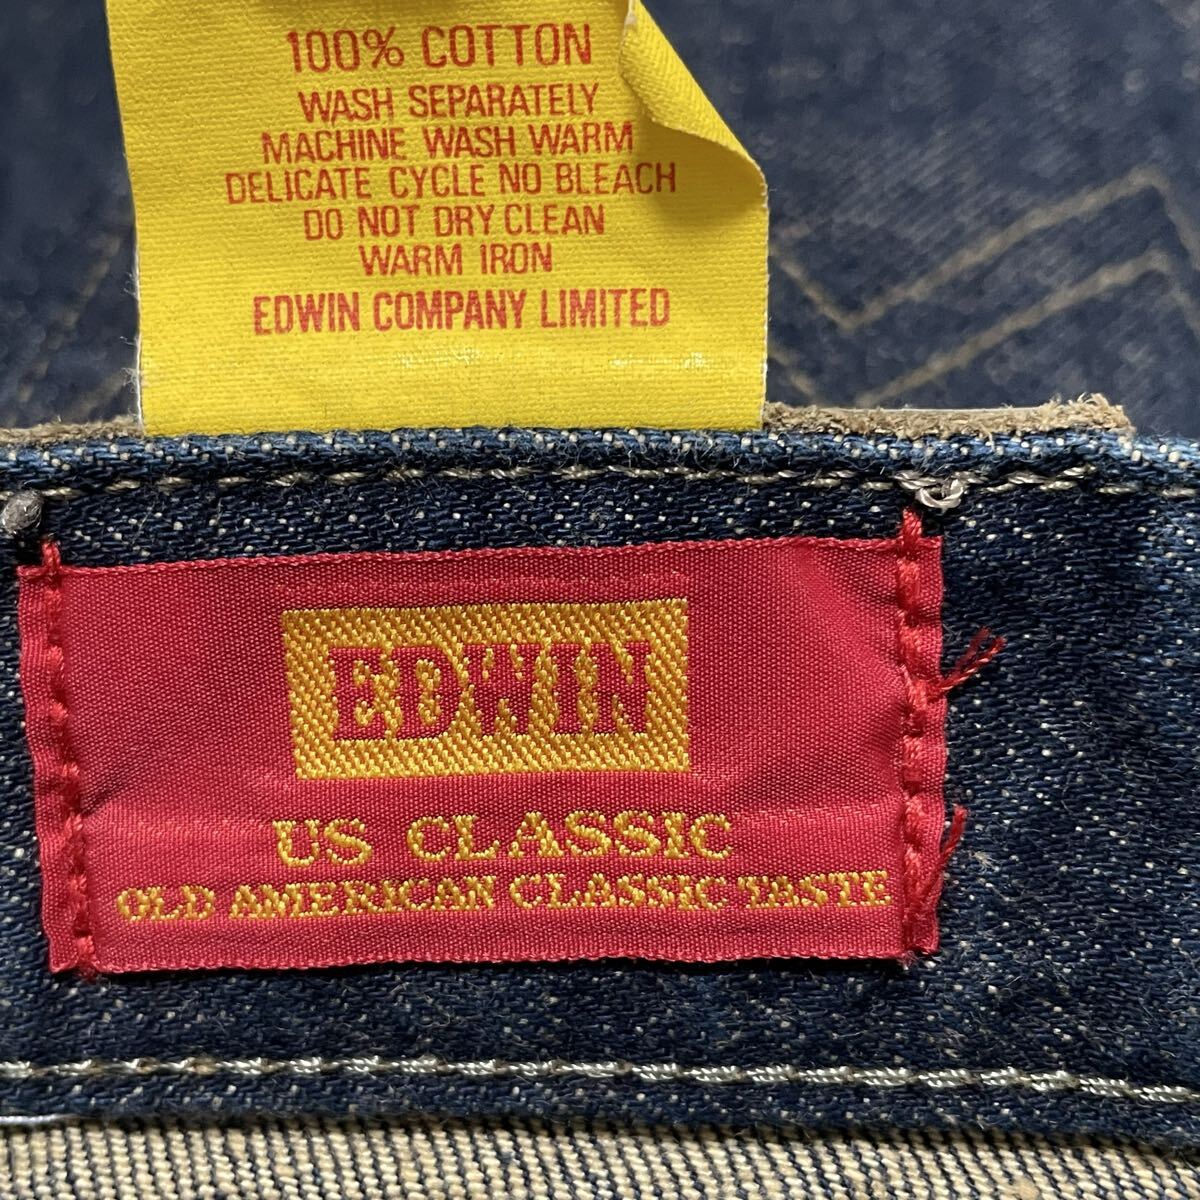 100% COTTON
WASH SEPARATELY
MACHINE WASH WARM
DELICATE CYCLE NO BLEACH
DO NOT DRY CLEAN
WARM IRON
EDWIN COMPANY LIMITED
EDWIN
US CLASSIC
OLD AMERICAN CLASSIC TASTE